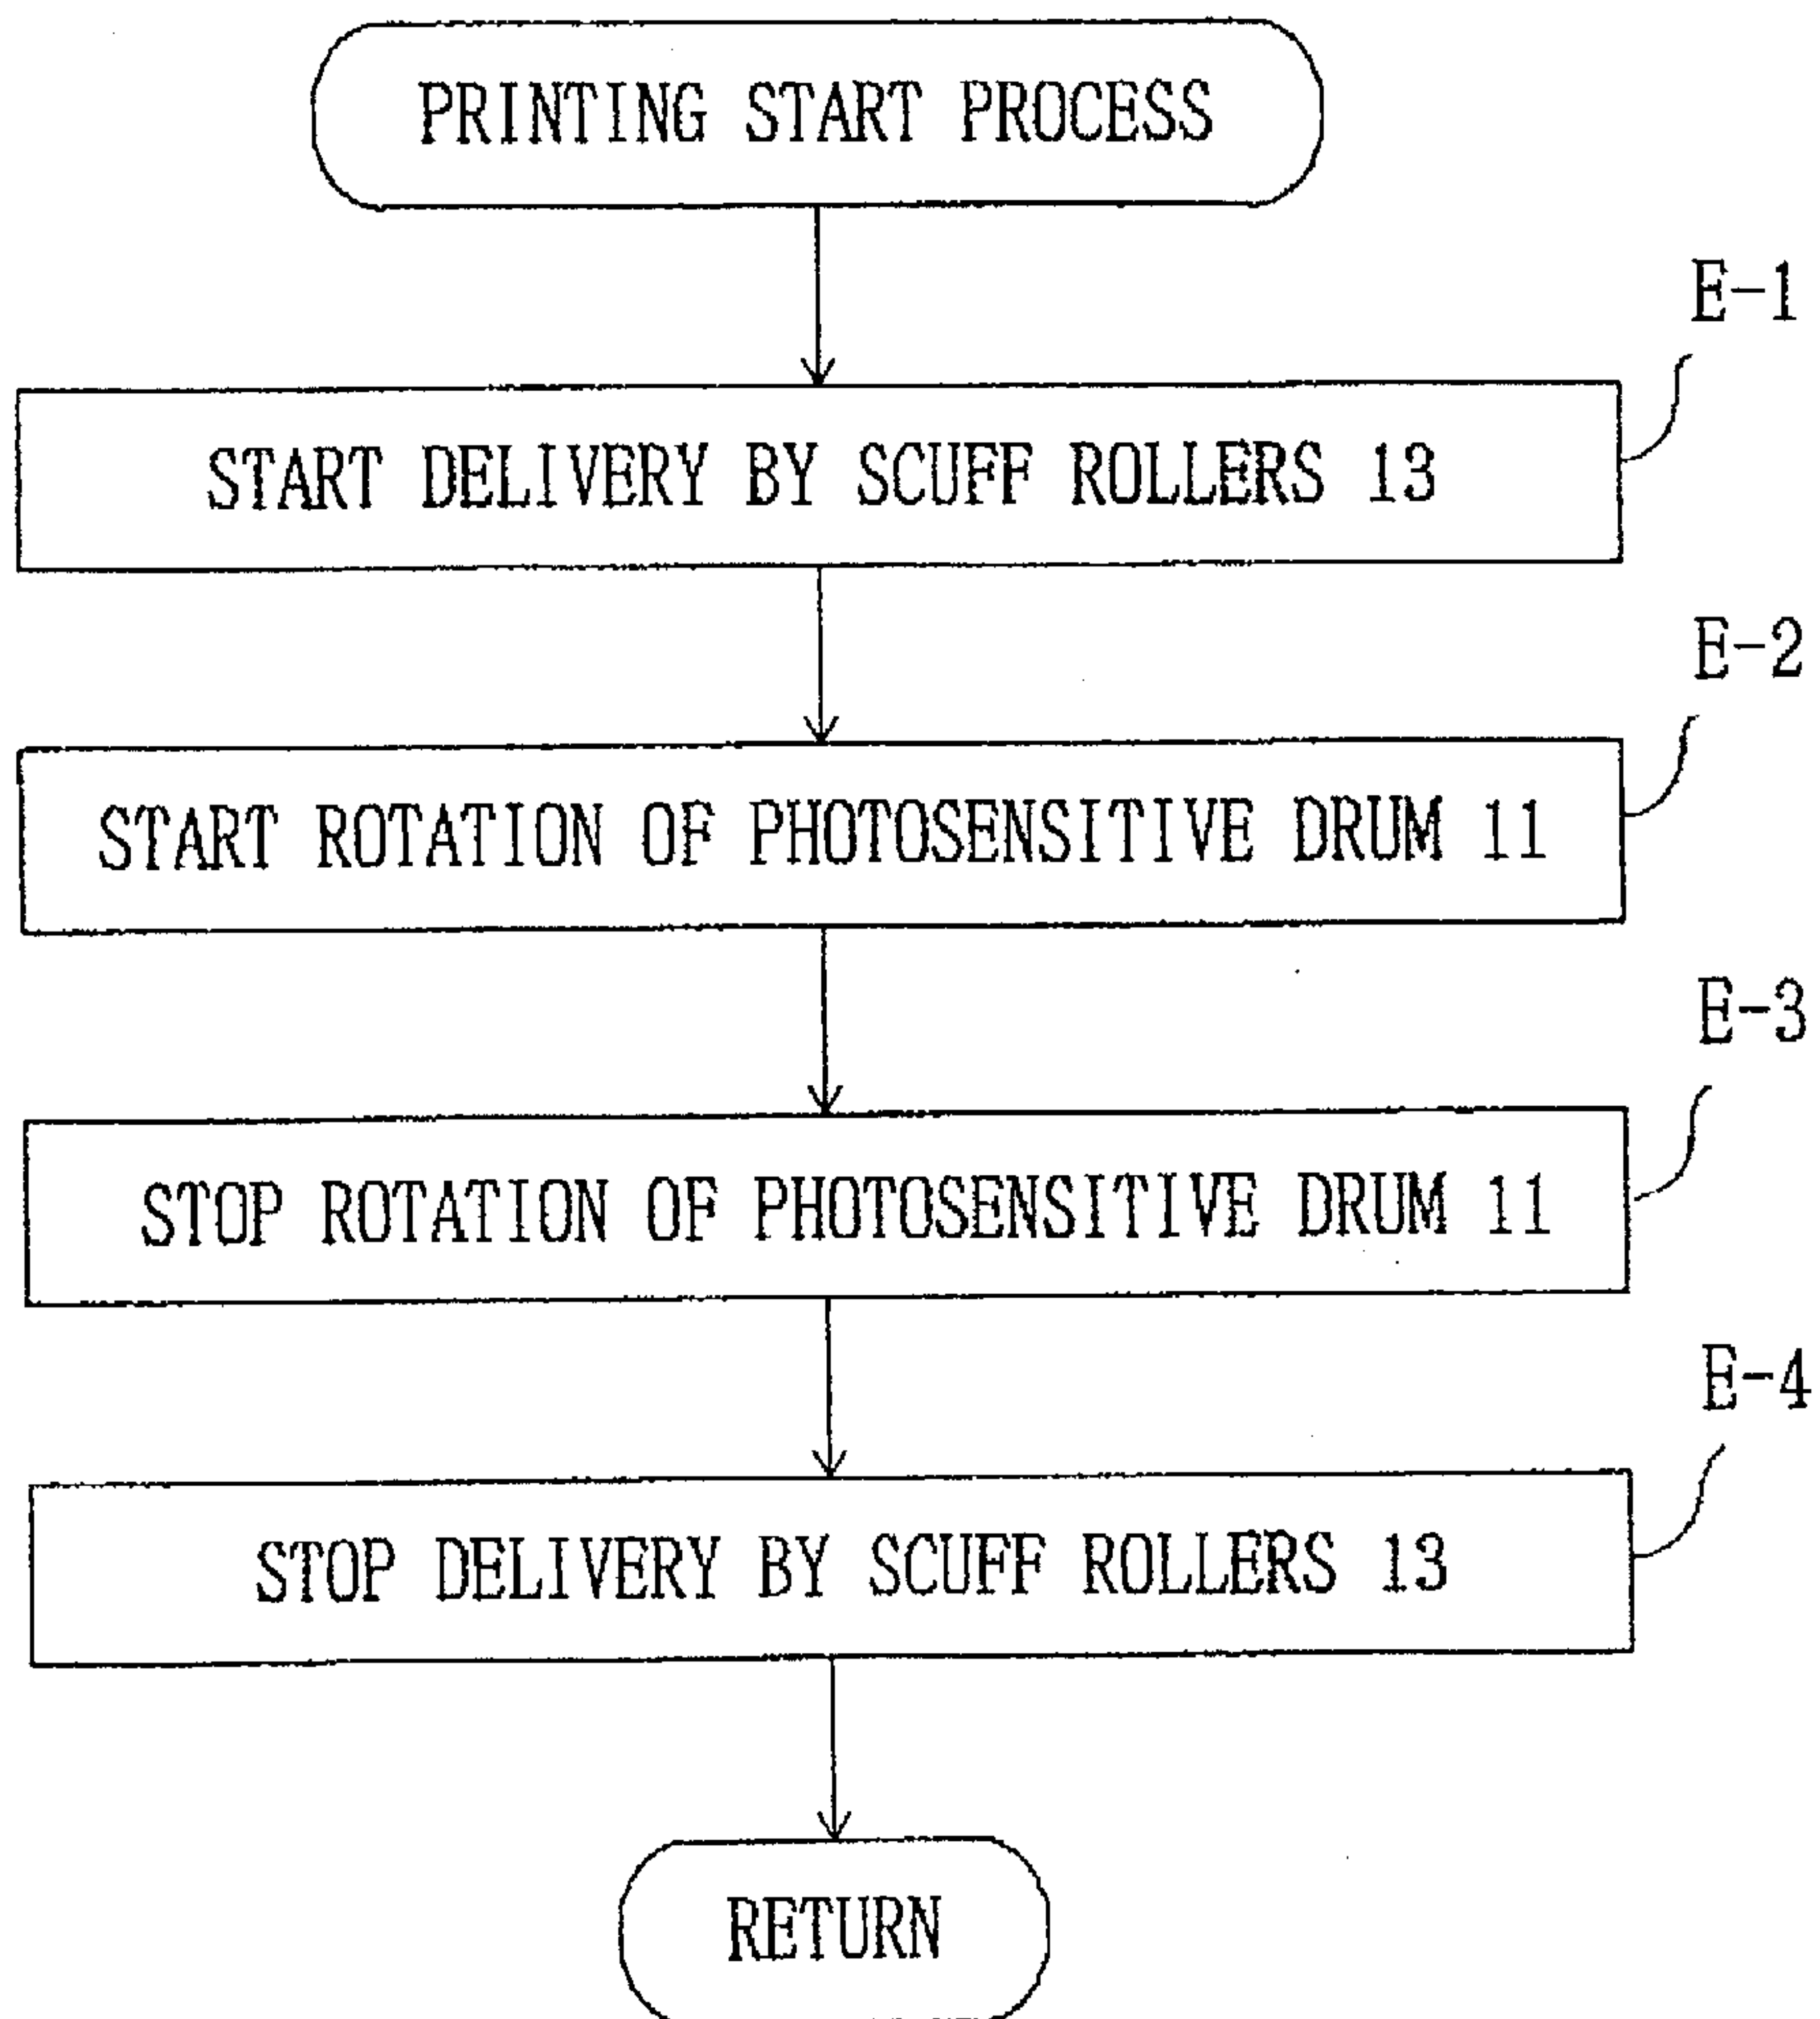 PRINTING START PROCESS
E-1
START DELIVERY BY SCUFF ROLLERS 13
E-2
START ROTATION OF PHOTOSENSITIVE DRUM 11
E-3
STOP ROTATION OF PHOTOSENSITIVE DRUM 11
E-4
STOP DELIVERY BY SCUFF ROLLERS 13
RETURN